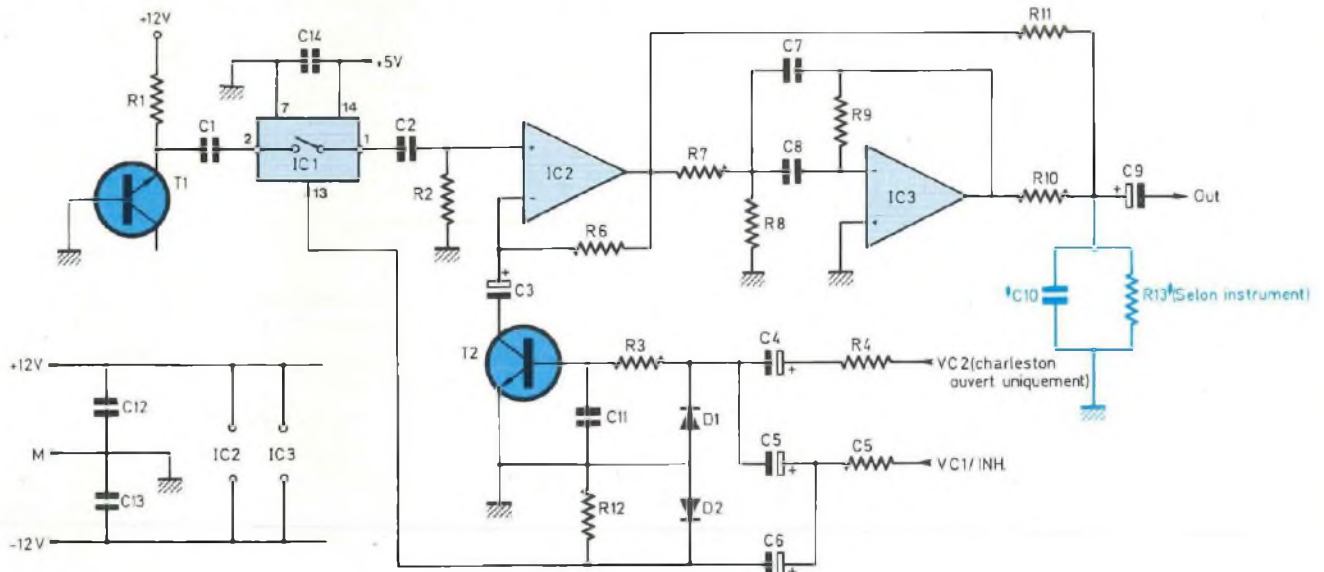 +12V
R1
C14
+5V
7
14
C1
2
IC1
1
C2
13
T1
R2
+
IC2
-
R11
C7
R7
C8
R9
R8
-
IC3
+
R10
+
C9
Out
R6
+
C3
*C10
R13*(Selon instrument)
T2
R3
C4
+
R4
VC2(charleston
ouvert uniquement)
C11
D1
C5
+
C5
VC1/INH.
R12
D2
C6
+
+12V
C12
M
IC2
IC3
C13
-12V